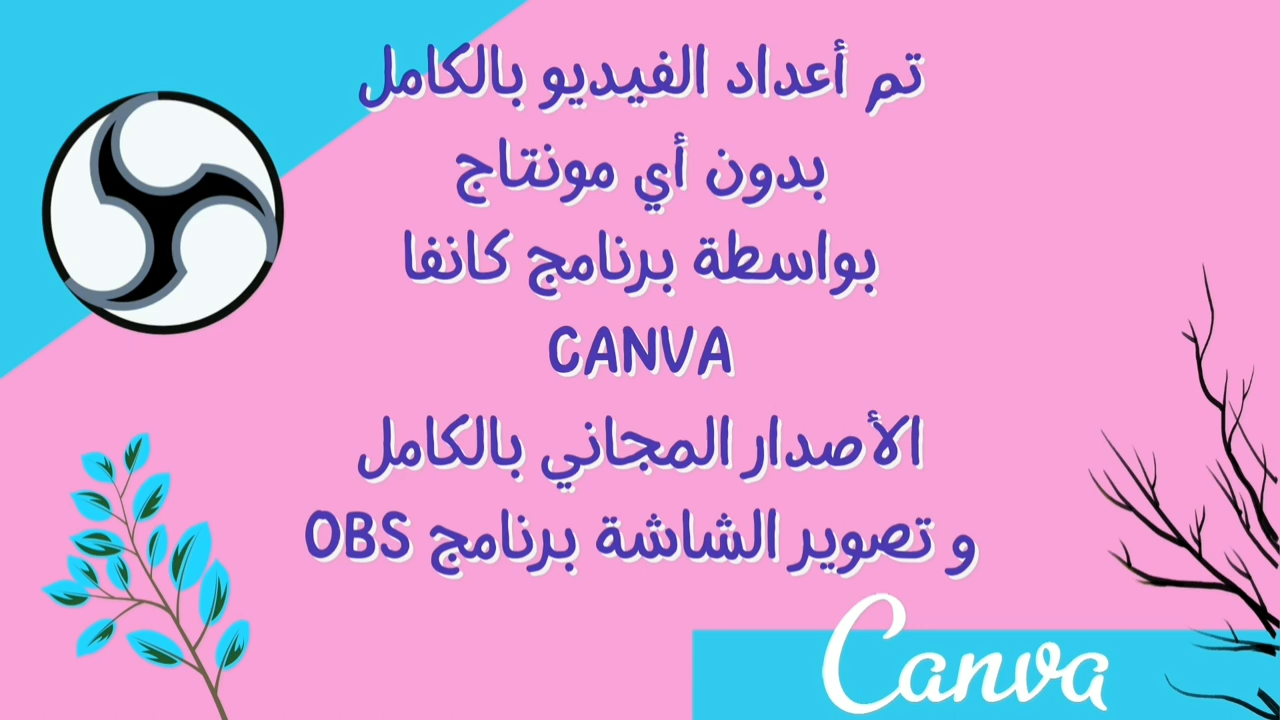 تم أعداد الفيديو بالكامل
بدون أي مونتاج
بواسطة برنامج كانفا
CANVA
الأصدار المجاني بالكامل
و تصوير الشاشة برنامج OBS
Canva